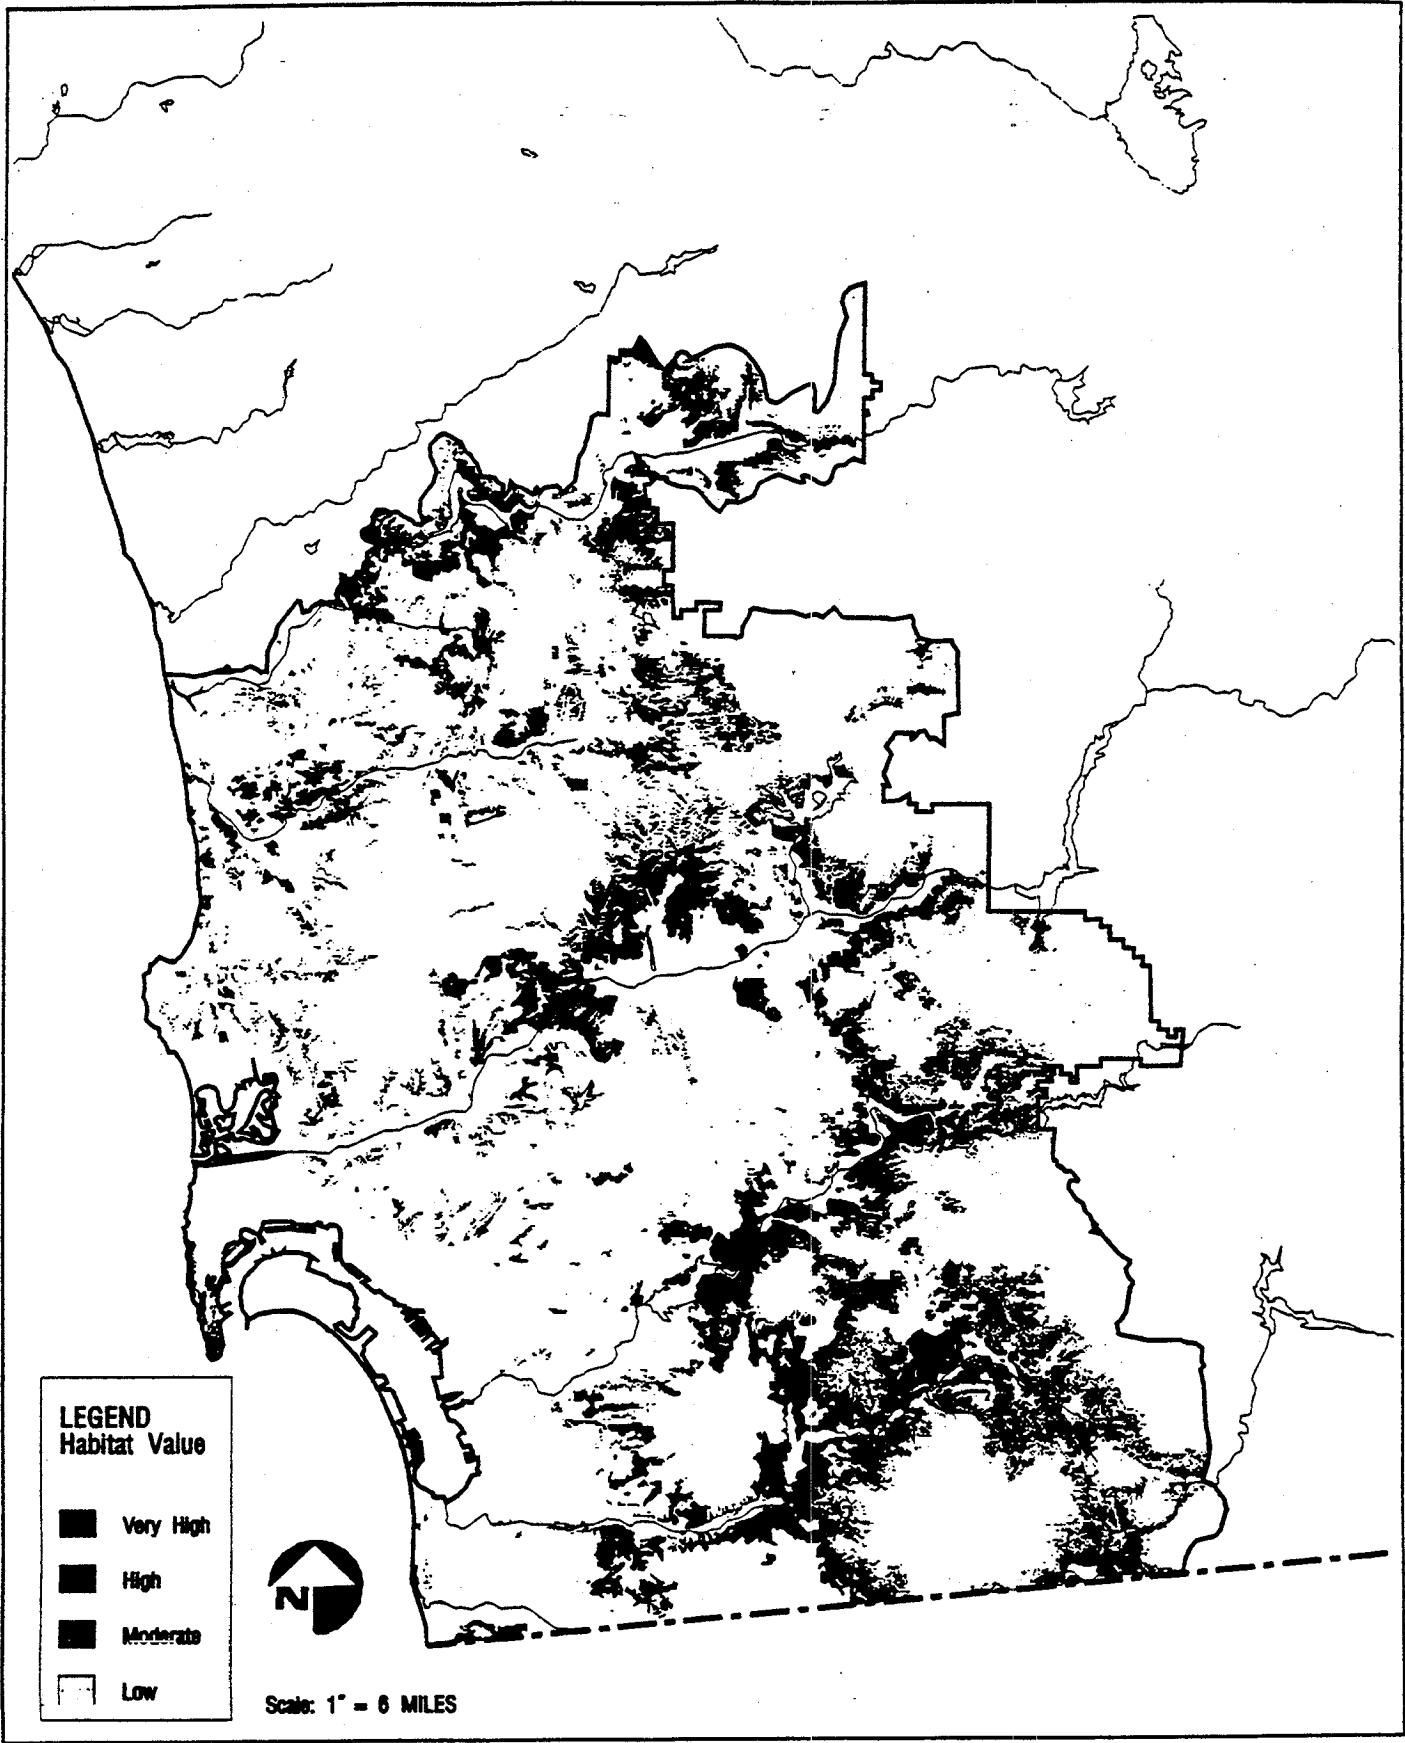 LEGEND
Habitat Value
Very High
High
Moderate
Low
N
Scale: 1" = 6 MILES